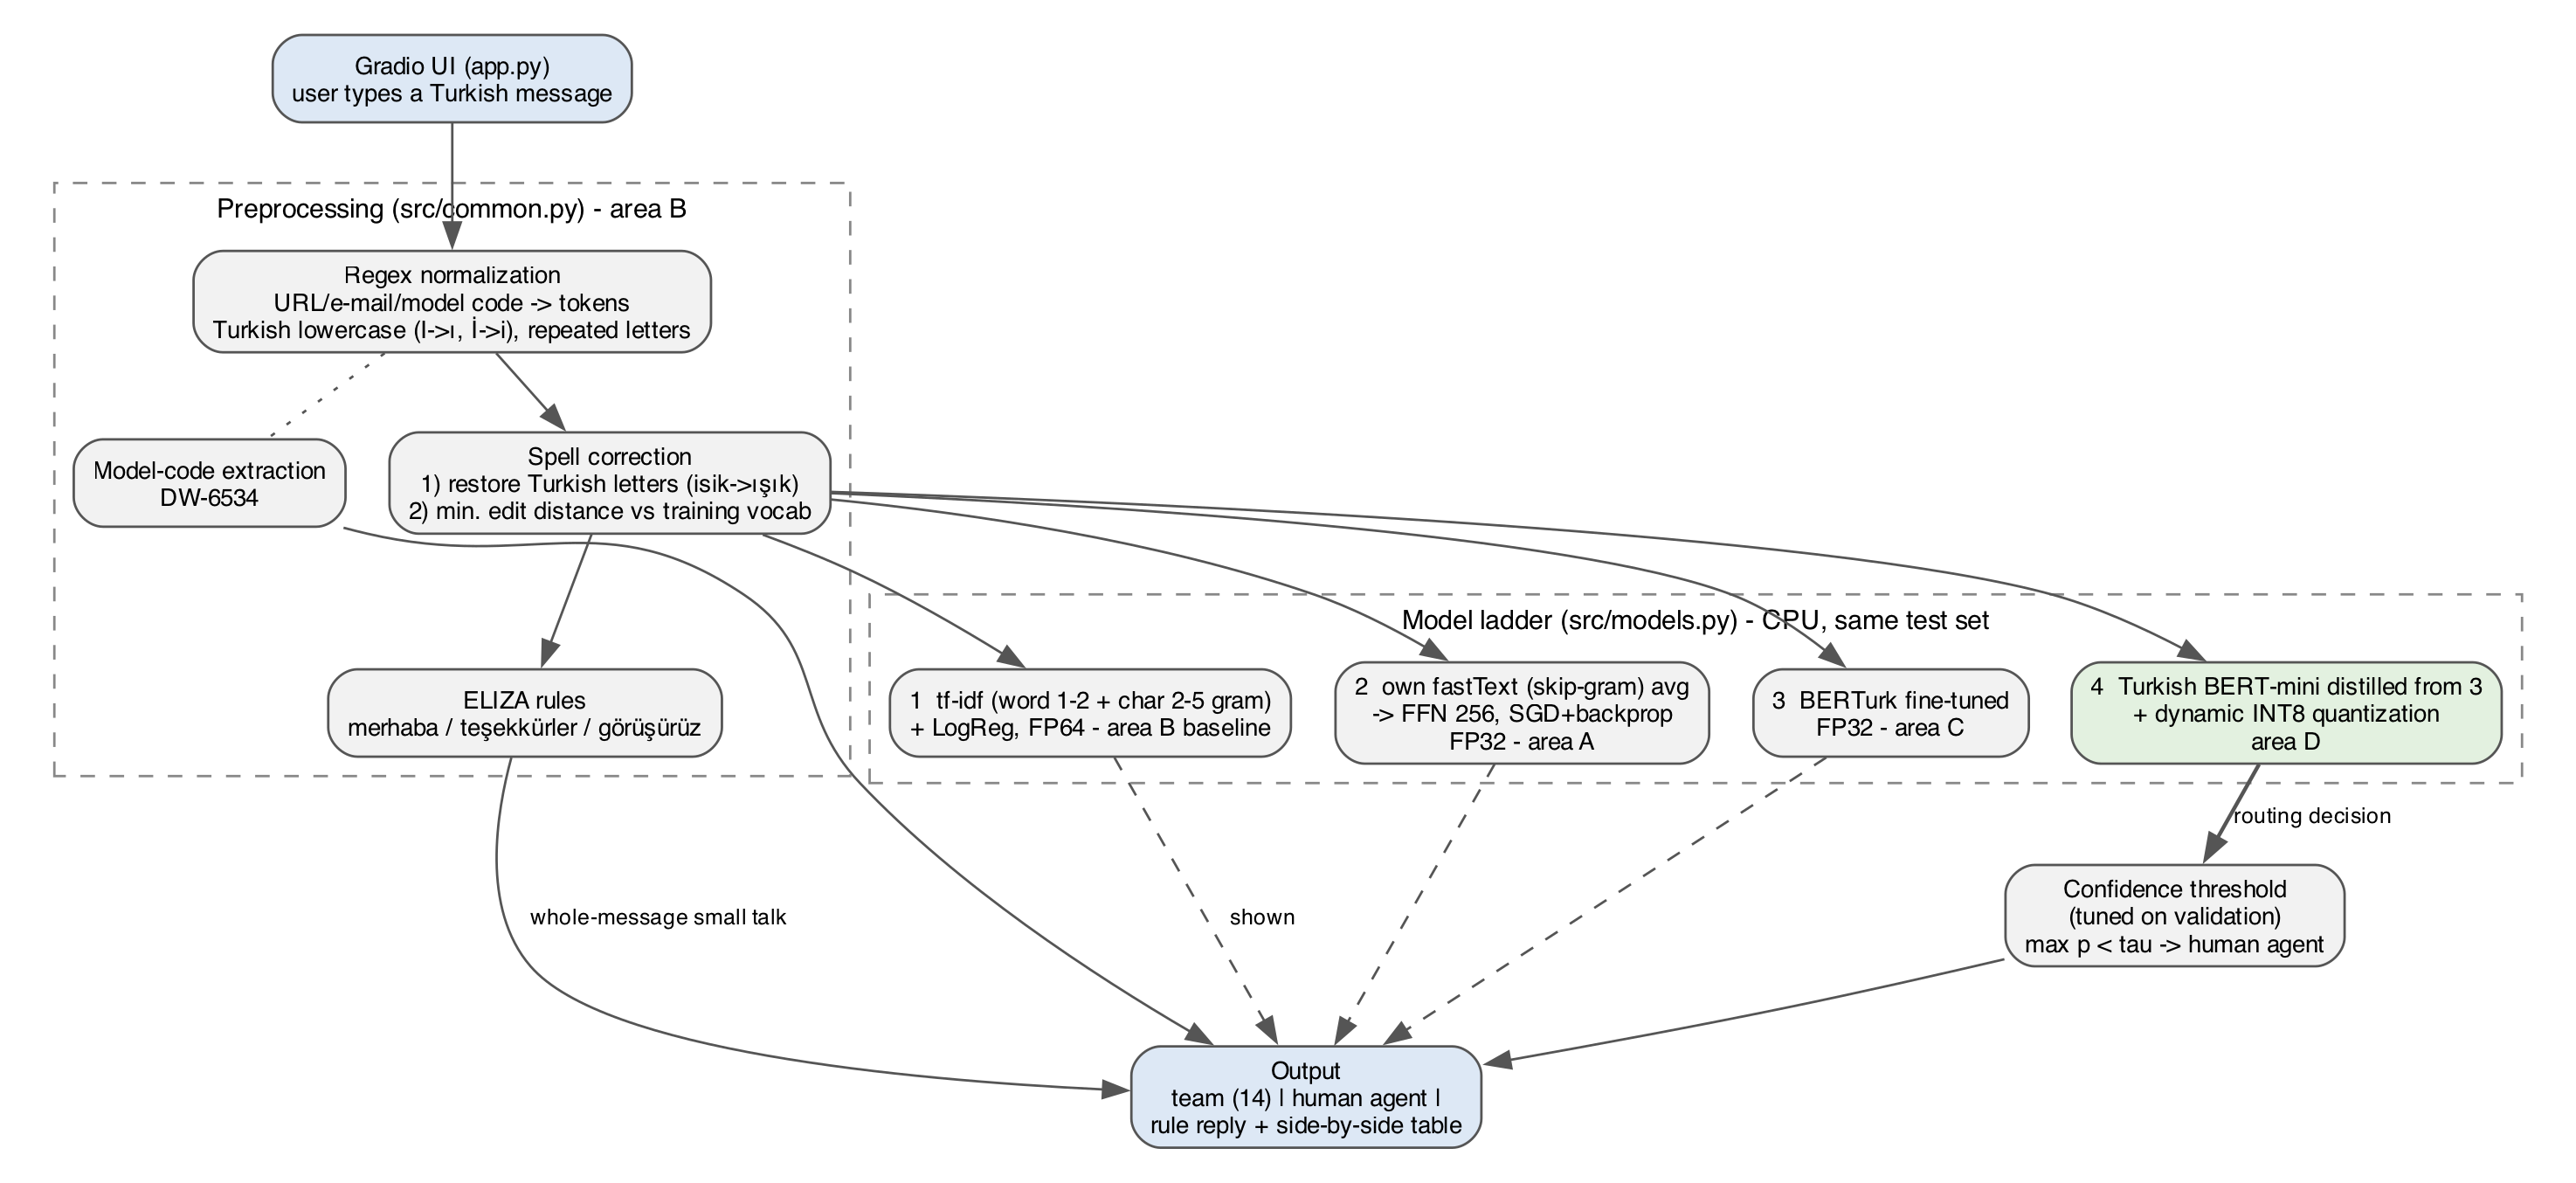 Gradio UI (app.py)
user types a Turkish message
Preprocessing (src/common.py) - area B
Regex normalization
URL/e-mail/model code -> tokens
Turkish lowercase (I->ı, İ->i), repeated letters
Model-code extraction
DW-6534
Spell correction
1) restore Turkish letters (isik->ışık)
2) min. edit distance vs training vocab
ELIZA rules
merhaba / teşekkürler / görüşürüz
Model ladder (src/models.py) - CPU, same test set
1 tf-idf (word 1-2 + char 2-5 gram)
+ LogReg, FP64 - area B baseline
2 own fastText (skip-gram) avg
-> FFN 256, SGD+backprop
FP32 - area A
3 BERTurk fine-tuned
FP32 - area C
4 Turkish BERT-mini distilled from 3
+ dynamic INT8 quantization
area D
routing decision
Confidence threshold
(tuned on validation)
max p < tau -> human agent
whole-message small talk
shown
Output
team (14) | human agent |
rule reply + side-by-side table